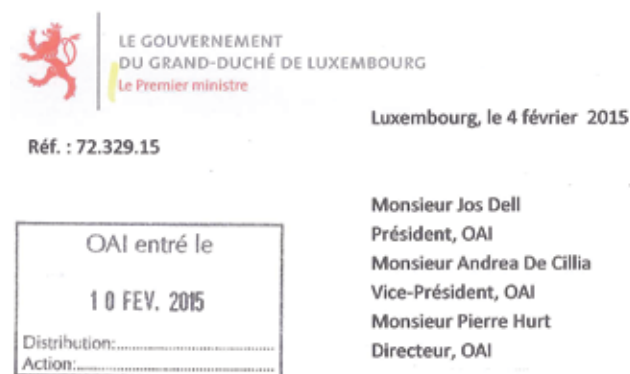 LE GOUVERNEMENT
DU GRAND-DUCHÉ DE LUXEMBOURG
Le Premier ministre
Luxembourg, le 4 février 2015
Réf. : 72.329.15
Monsieur Jos Dell
Président, OAI
Monsieur Andrea De Cillia
Vice-Président, OAI
Monsieur Pierre Hurt
Directeur, OAI
OAI entré le
10 FEV. 2015
Distribution:
Action: